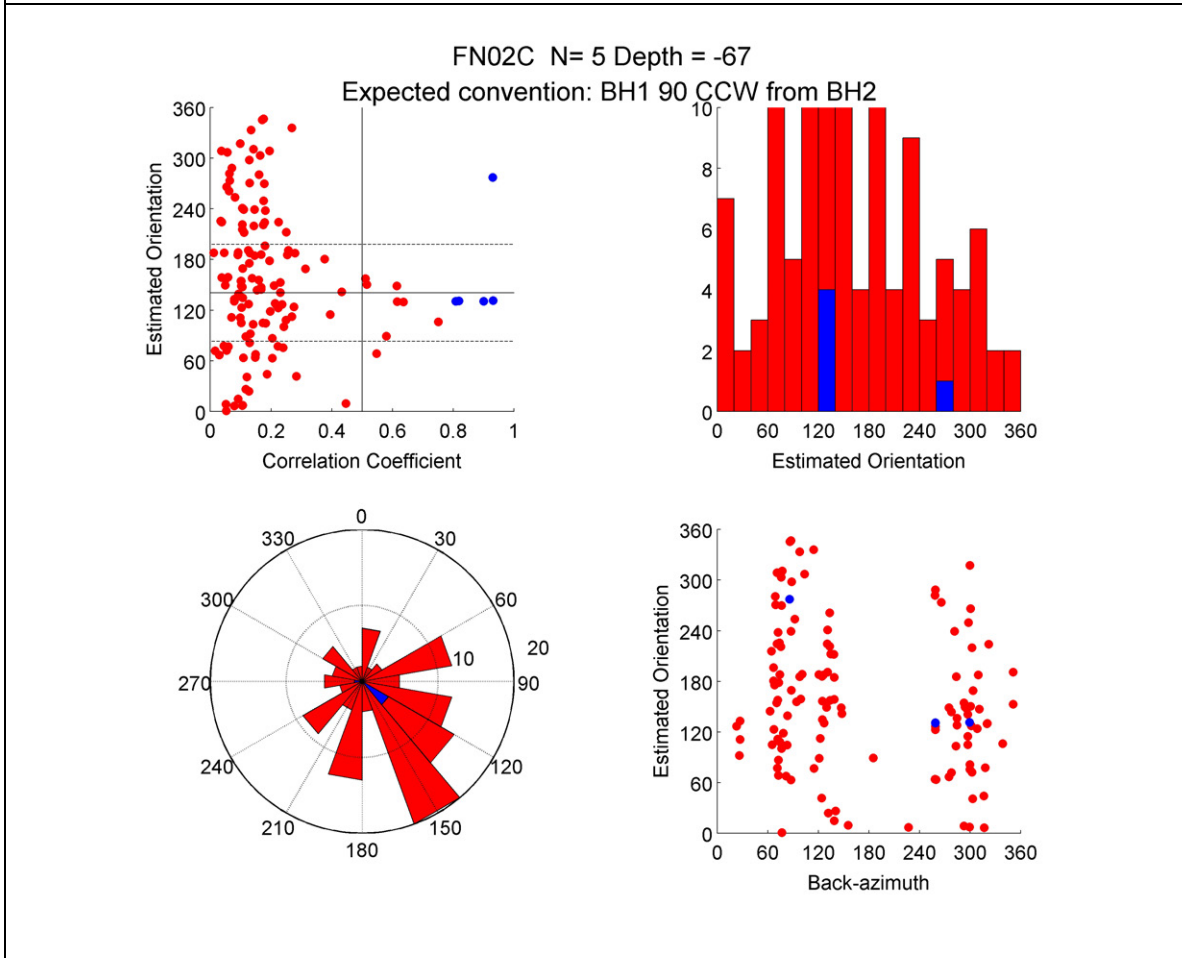 FN02C N= 5 Depth = -67
Expected convention: BH1 90 CCW from BH2
360
300
240
180
120
60
0
Estimated Orientation
0 0.2 0.4 0.6 0.8 1
Correlation Coefficient
10
8
6
4
2
0
0 60 120 180 240 300 360
Estimated Orientation
0
330 30
300 60
20
10
270 90
240 120
210 150
180
360
300
240
180
120
60
0
Estimated Orientation
0 60 120 180 240 300 360
Back-azimuth